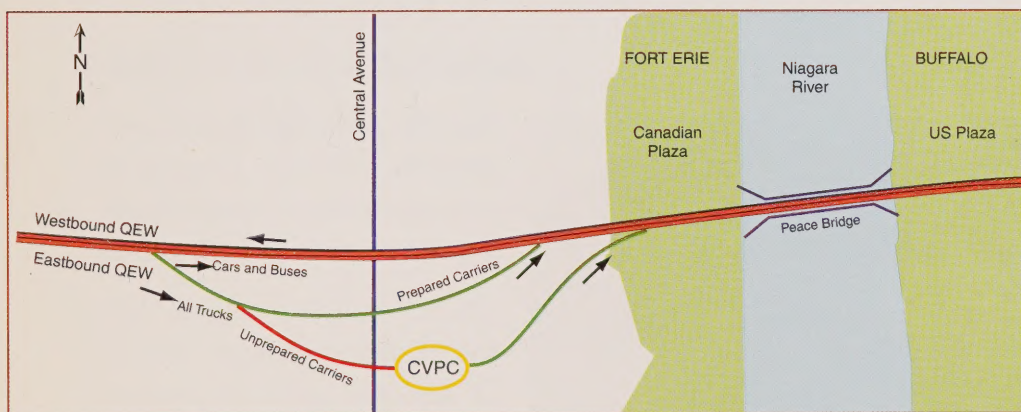 N
Central Avenue
FORT ERIE
Niagara
River
BUFFALO
Canadian
Plaza
US Plaza
Westbound QEW
Peace Bridge
Eastbound QEW
Cars and Buses
Prepared Carriers
All Trucks
Unprepared Carriers
CVPC